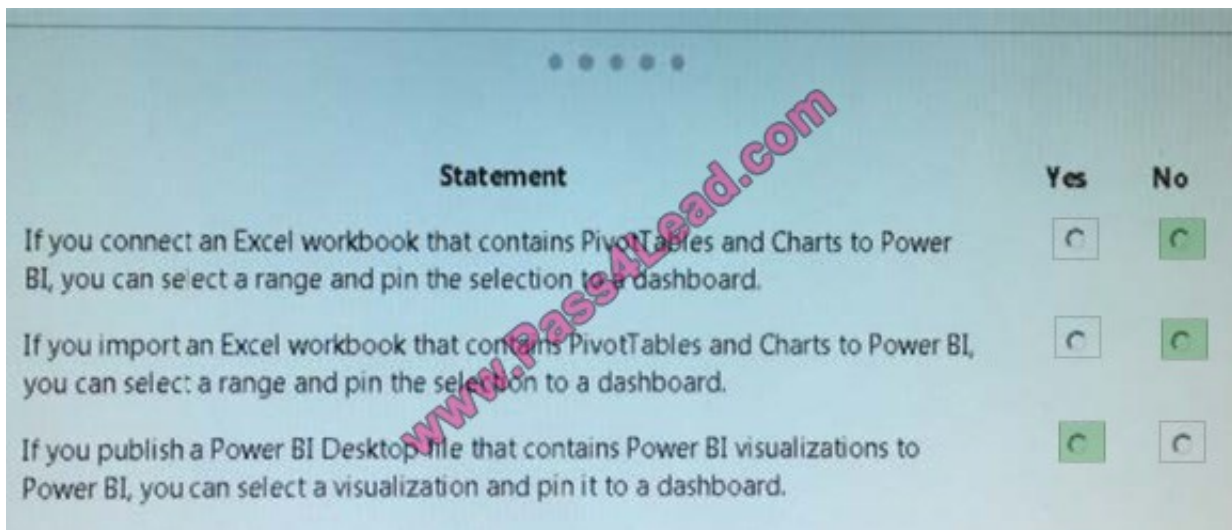 Statement Yes No
If you connect an Excel workbook that contains PivotTables and Charts to Power
BI, you can select a range and pin the selection to a dashboard.
If you import an Excel workbook that contains PivotTables and Charts to Power BI,
you can select a range and pin the selection to a dashboard.
If you publish a Power BI Desktop file that contains Power BI visualizations to
Power BI, you can select a visualization and pin it to a dashboard.
www.Pass4Lead.com